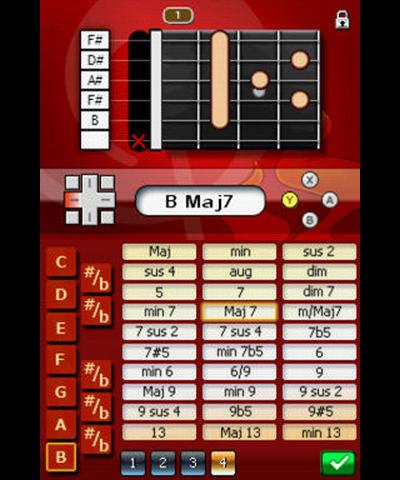 1
F#
D#
A#
F#
B
B Maj7
X
Y
A
B
Maj min sus 2
C #/b sus 4 aug dim
5 7 dim 7
D #/b min 7 Maj 7 m/Maj7
E 7 sus 2 7 sus 4 7b5
F 7#5 min 7b5 6
#/b min 6 6/9 9
G Maj 9 min 9 9 sus 2
#/b 9 sus 4 9b5 9#5
A #/b 13 Maj 13 min 13
B 1 2 3 4